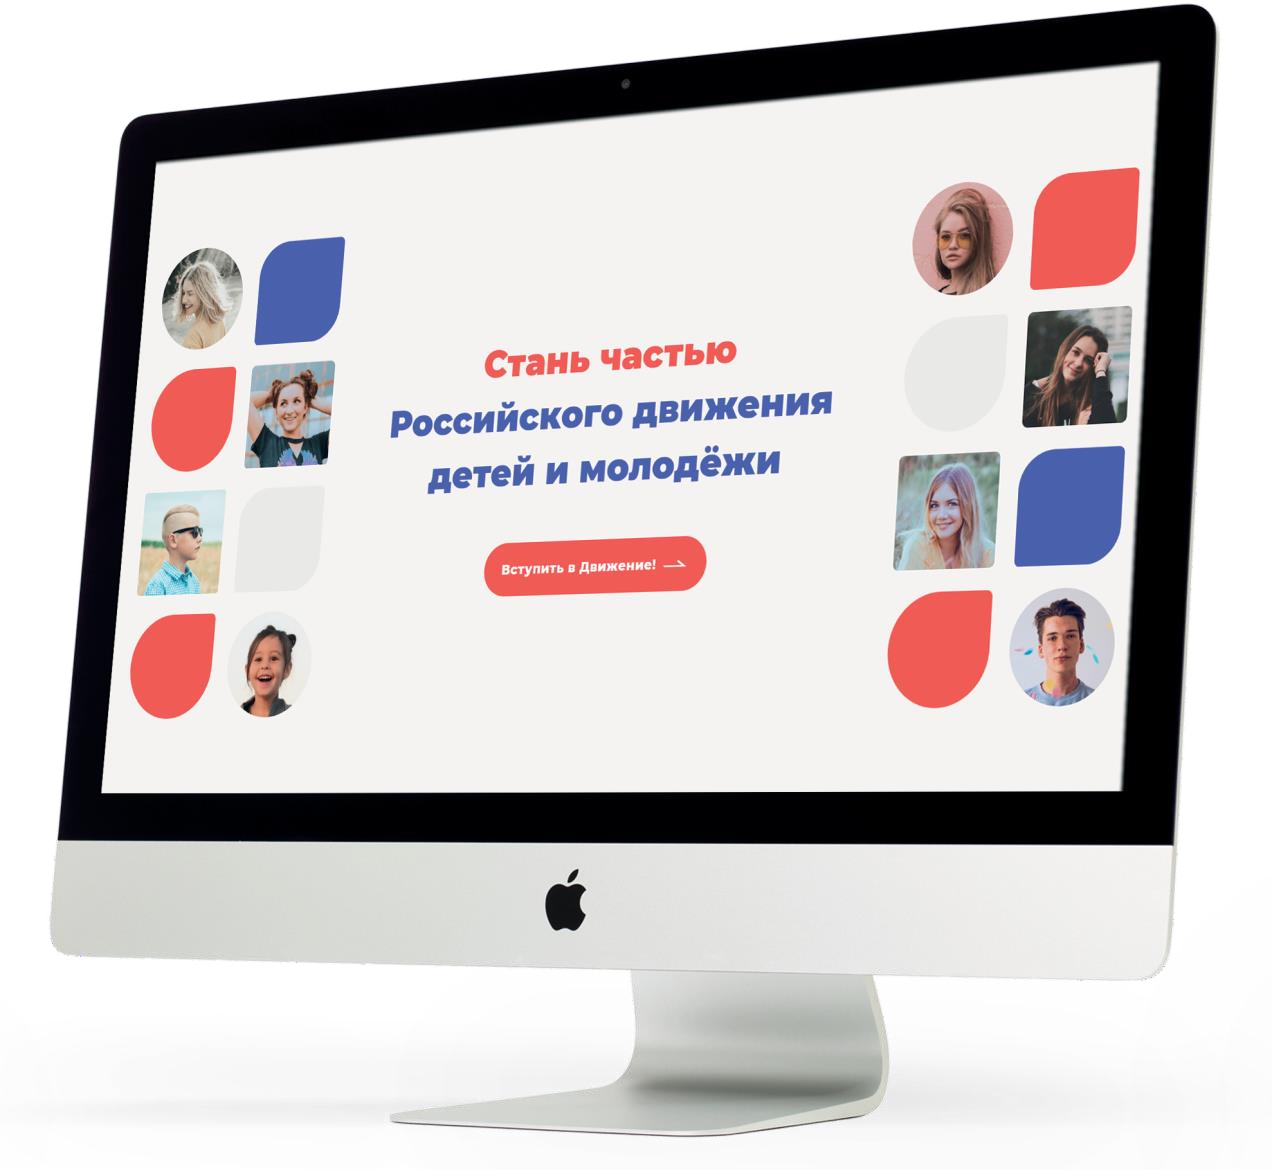 Стань частью
Российского движения
детей и молодёжи
Вступить в Движение!